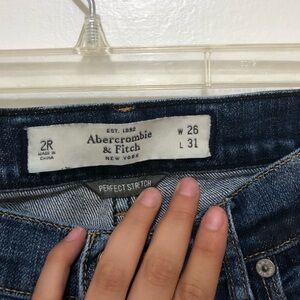 EST. 1892
Abercrombie
& Fitch
NEW YORK
2R
MADE IN
CHINA
W 26
L 31
PERFECT STRETCH